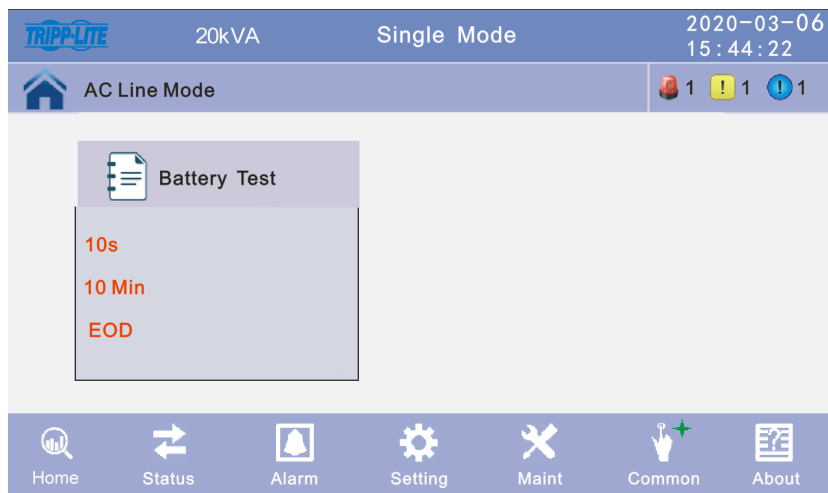 TRIPP·LITE 20kVA Single Mode 2020-03-06
15:44:22
AC Line Mode 1 ! 1 ! 1
Battery Test
10s
10 Min
EOD
?
Home Status Alarm Setting Maint Common About